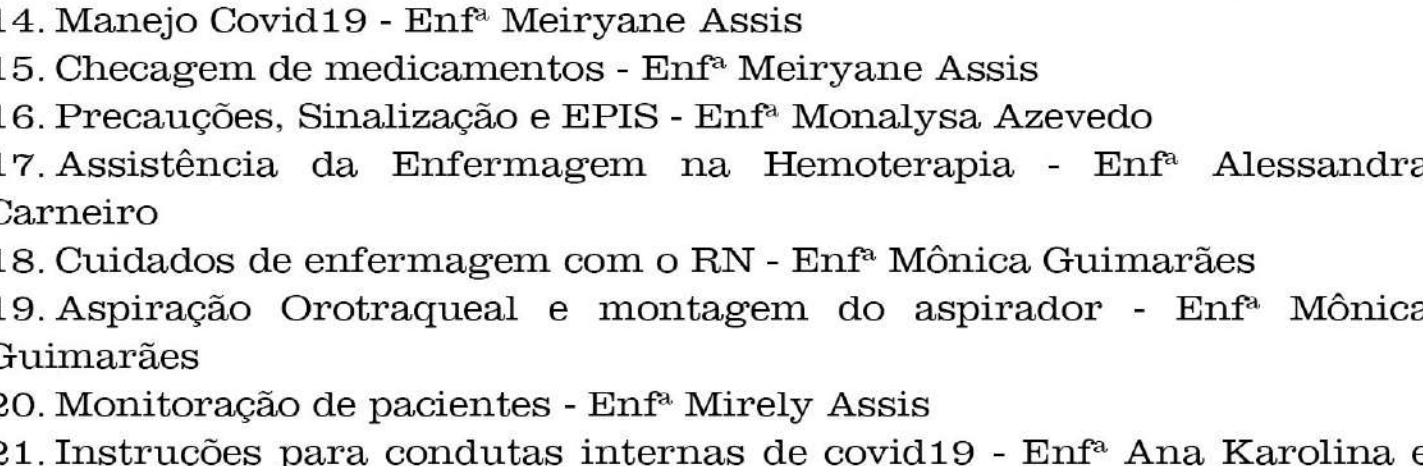 14. Manejo Covid19 - Enfª Meiryane Assis
15. Checagem de medicamentos - Enfª Meiryane Assis
16. Precauções, Sinalização e EPIS - Enfª Monalysa Azevedo
17. Assistência da Enfermagem na Hemoterapia - Enfª Alessandra
Carneiro
18. Cuidados de enfermagem com o RN - Enfª Mônica Guimarães
19. Aspiração Orotraqueal e montagem do aspirador - Enfª Mônica
Guimarães
20. Monitoração de pacientes - Enfª Mirely Assis
21. Instruções para condutas internas de covid19 - Enfª Ana Karolina e